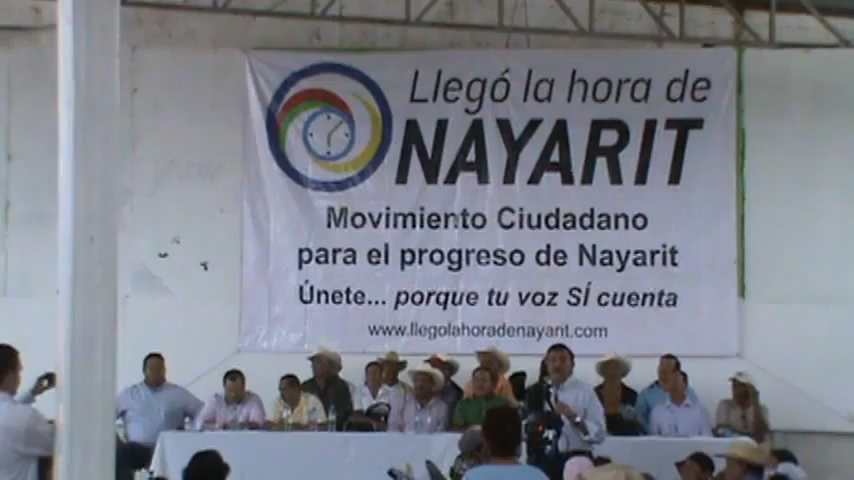 Llegó la hora de
NAYARIT
Movimiento Ciudadano
para el progreso de Nayarit
Únete... porque tu voz SÍ cuenta
www.llegolahoradenayarit.com